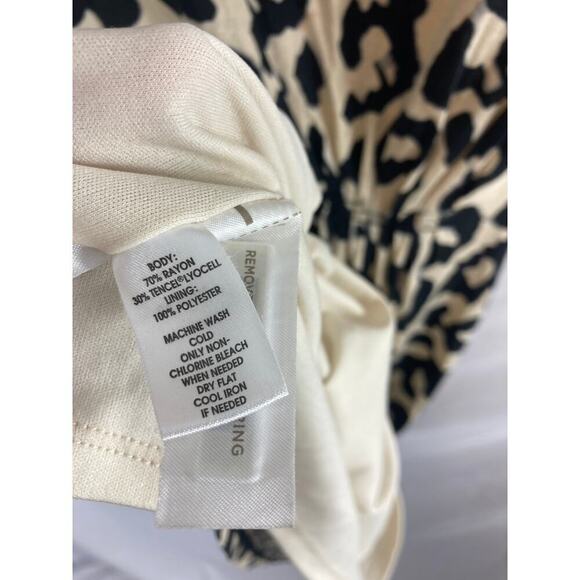 BODY:
70% RAYON
30% TENCEL®LYOCELL
LINING:
100% POLYESTER
MACHINE WASH
COLD
ONLY NON-
CHLORINE BLEACH
WHEN NEEDED
DRY FLAT
COOL IRON
IF NEEDED